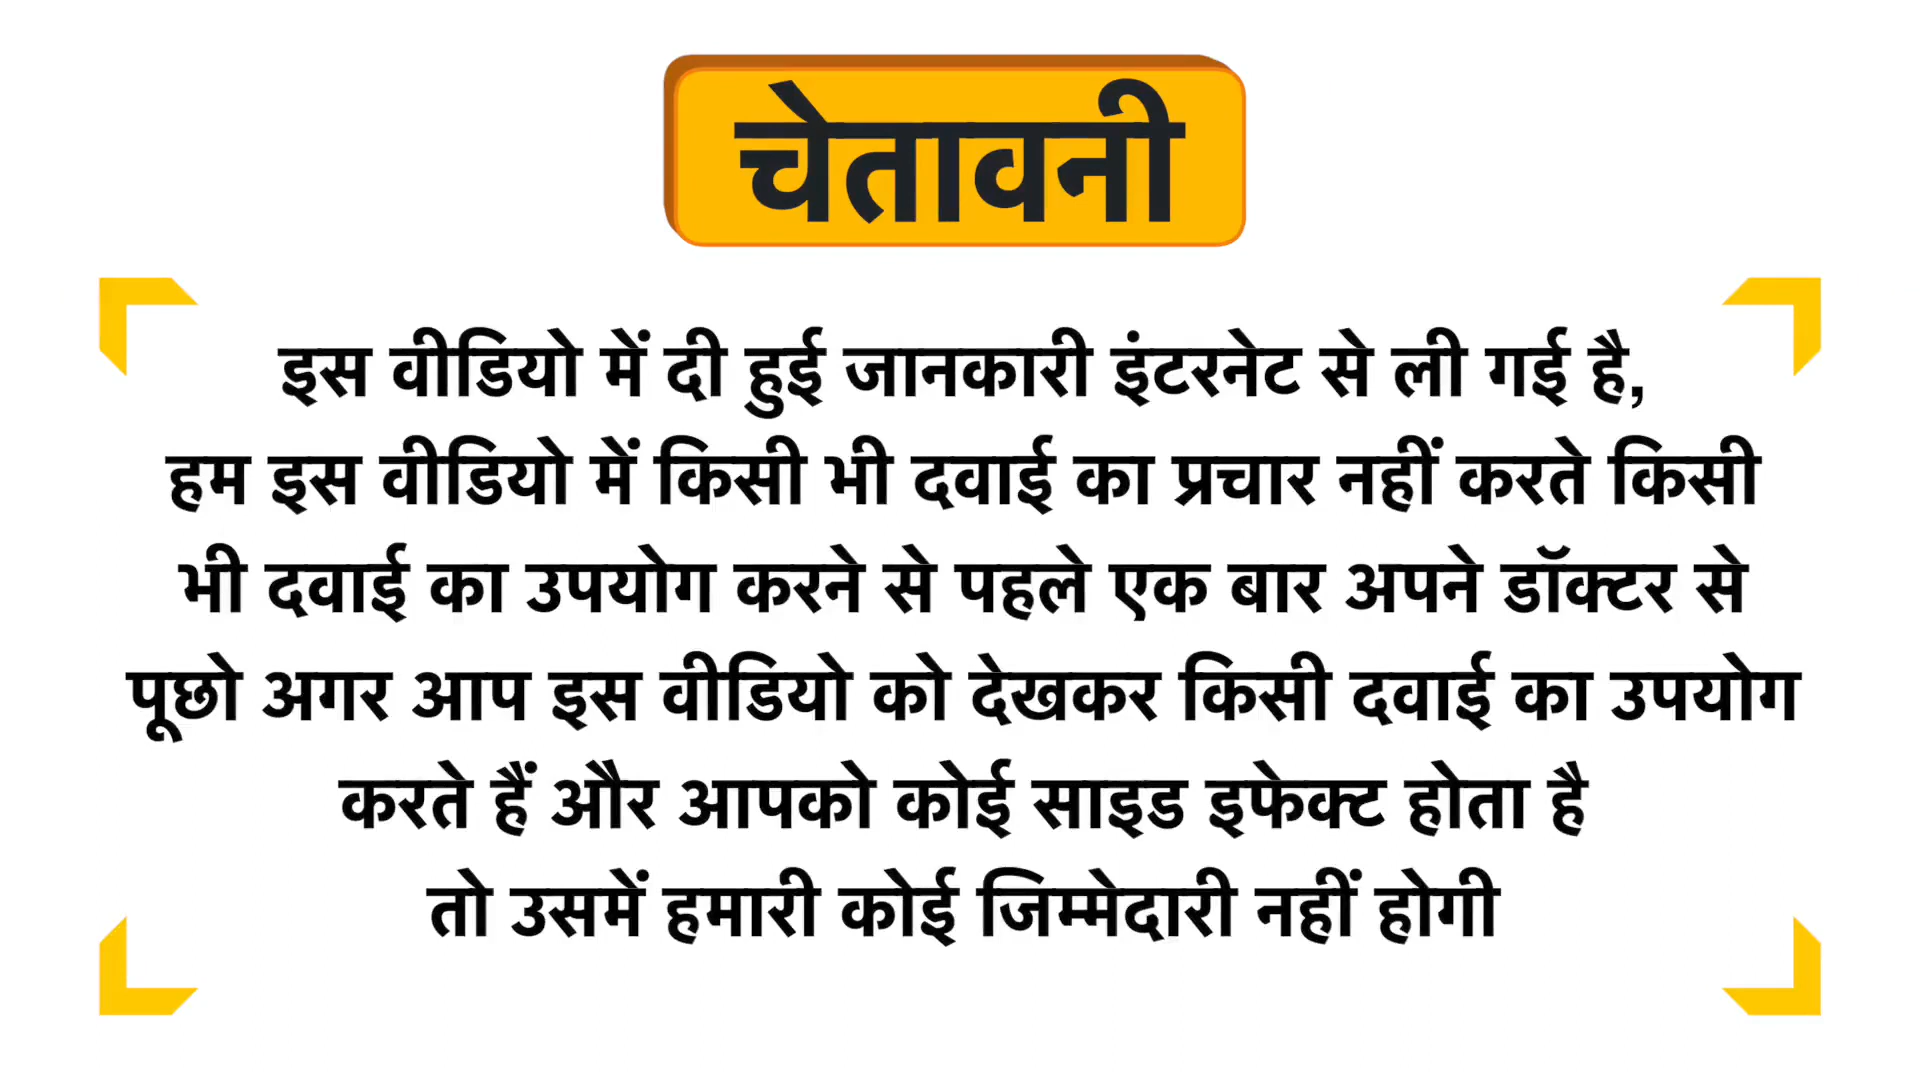 चेतावनी
इस वीडियो में दी हुई जानकारी इंटरनेट से ली गई है,
हम इस वीडियो में किसी भी दवाई का प्रचार नहीं करते किसी
भी दवाई का उपयोग करने से पहले एक बार अपने डॉक्टर से
पूछो अगर आप इस वीडियो को देखकर किसी दवाई का उपयोग
करते हैं और आपको कोई साइड इफेक्ट होता है
तो उसमें हमारी कोई जिम्मेदारी नहीं होगी